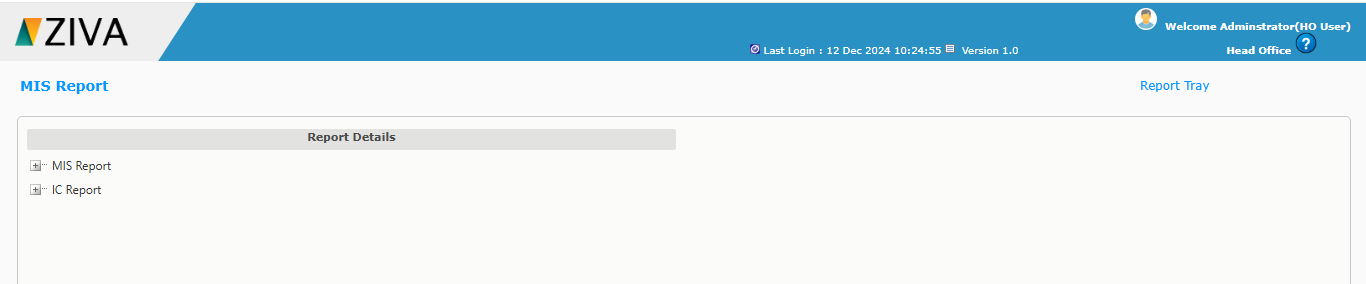 ZIVA
Welcome Adminstrator(HO User)
Last Login : 12 Dec 2024 10:24:55 Version 1.0
Head Office ?
MIS Report
Report Tray
Report Details
MIS Report
IC Report